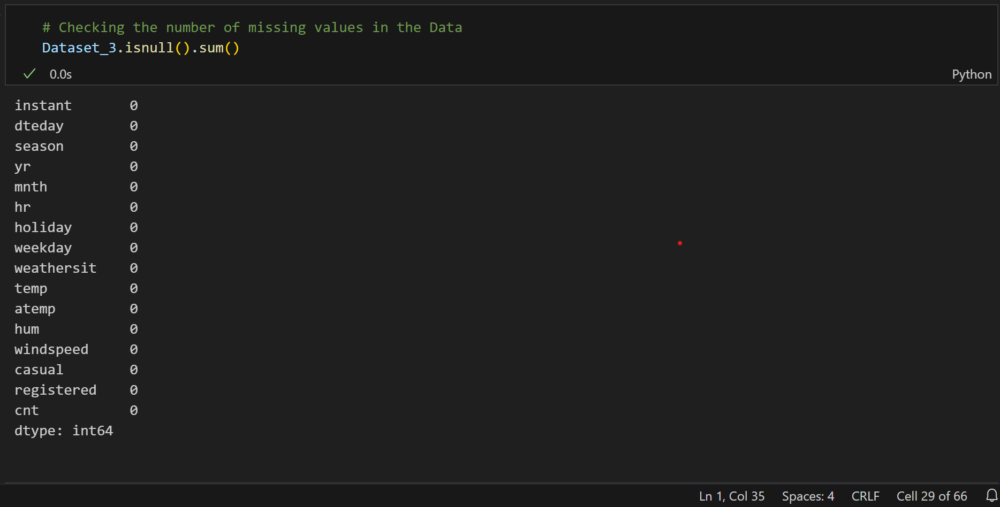 # Checking the number of missing values in the Data
Dataset_3.isnull().sum()
0.0s Python
instant 0
dteday 0
season 0
yr 0
mnth 0
hr 0
holiday 0
weekday 0
weathersit 0
temp 0
atemp 0
hum 0
windspeed 0
casual 0
registered 0
cnt 0
dtype: int64
Ln 1, Col 35 Spaces: 4 CRLF Cell 29 of 66